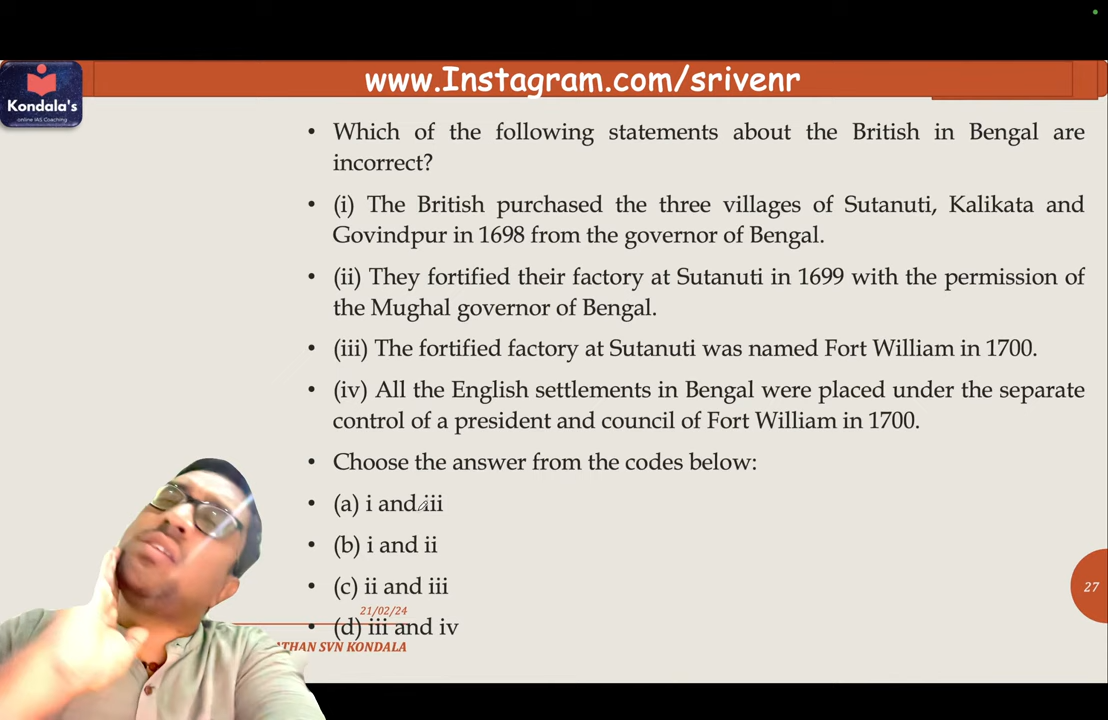 www.Instagram.com/srivenr
Kondala's
online IAS Coaching
• Which of the following statements about the British in Bengal are
incorrect?
• (i) The British purchased the three villages of Sutanuti, Kalikata and
Govindpur in 1698 from the governor of Bengal.
• (ii) They fortified their factory at Sutanuti in 1699 with the permission of
the Mughal governor of Bengal.
• (iii) The fortified factory at Sutanuti was named Fort William in 1700.
• (iv) All the English settlements in Bengal were placed under the separate
control of a president and council of Fort William in 1700.
• Choose the answer from the codes below:
• (a) i and iii
• (b) i and ii
• (c) ii and iii
27
21/02/24
• (d) iii and iv
THAN SVN KONDALA